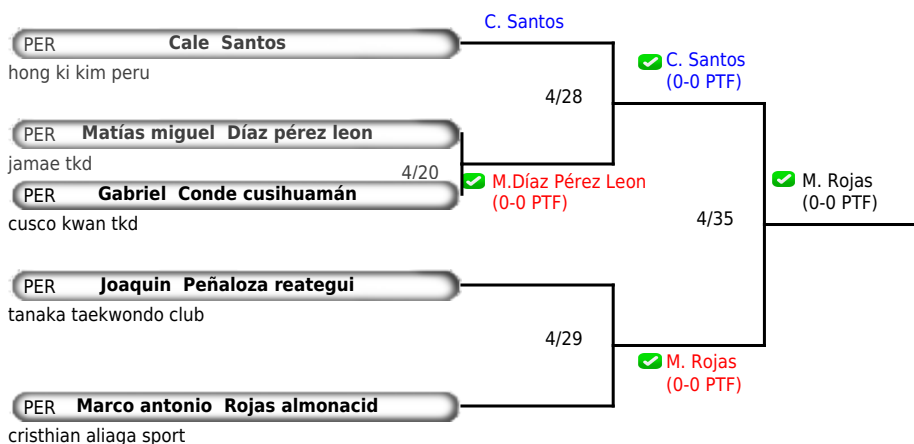 C. Santos
PER Cale Santos
hong ki kim peru
C. Santos
(0-0 PTF)
4/28
PER Matías miguel Díaz pérez leon
jamae tkd
4/20
M.Díaz Pérez Leon
(0-0 PTF)
M. Rojas
(0-0 PTF)
PER Gabriel Conde cusihuamán
cusco kwan tkd
4/35
PER Joaquin Peñaloza reategui
tanaka taekwondo club
4/29
M. Rojas
(0-0 PTF)
PER Marco antonio Rojas almonacid
cristhian aliaga sport